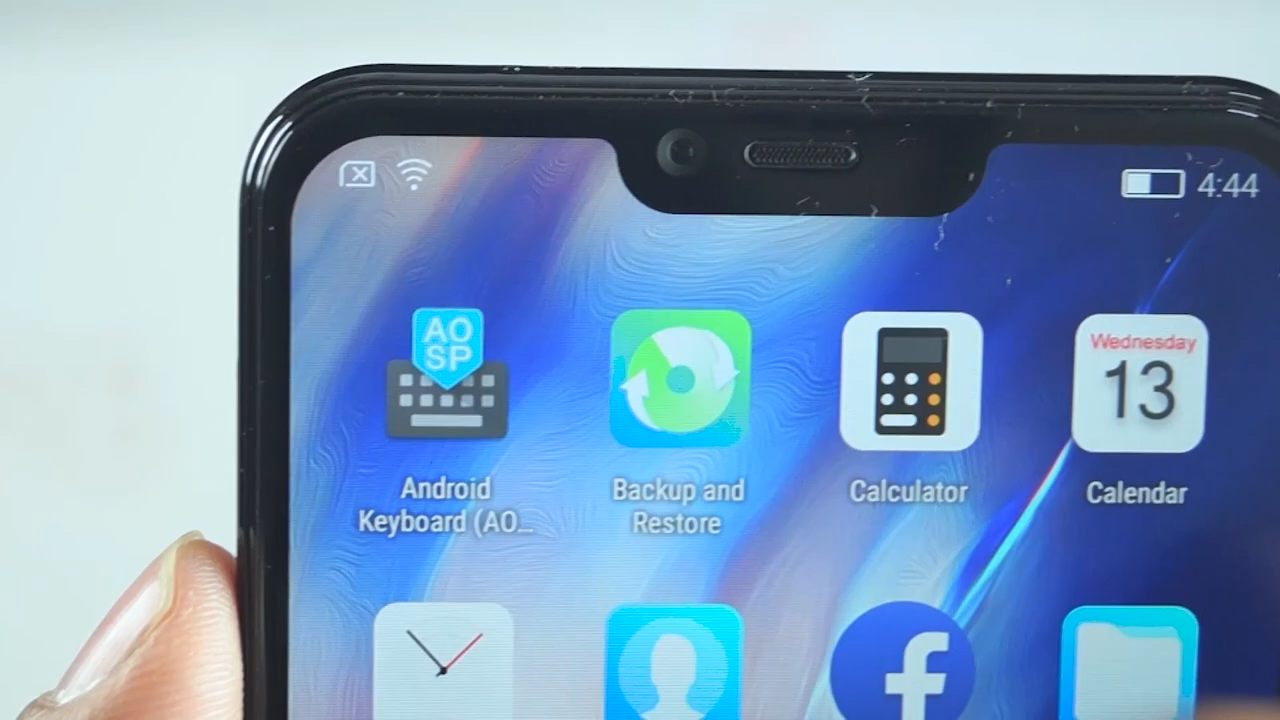 4:44
AO
SP
Wednesday
13
Android
Keyboard (AO...
Backup and
Restore
Calculator
Calendar
f